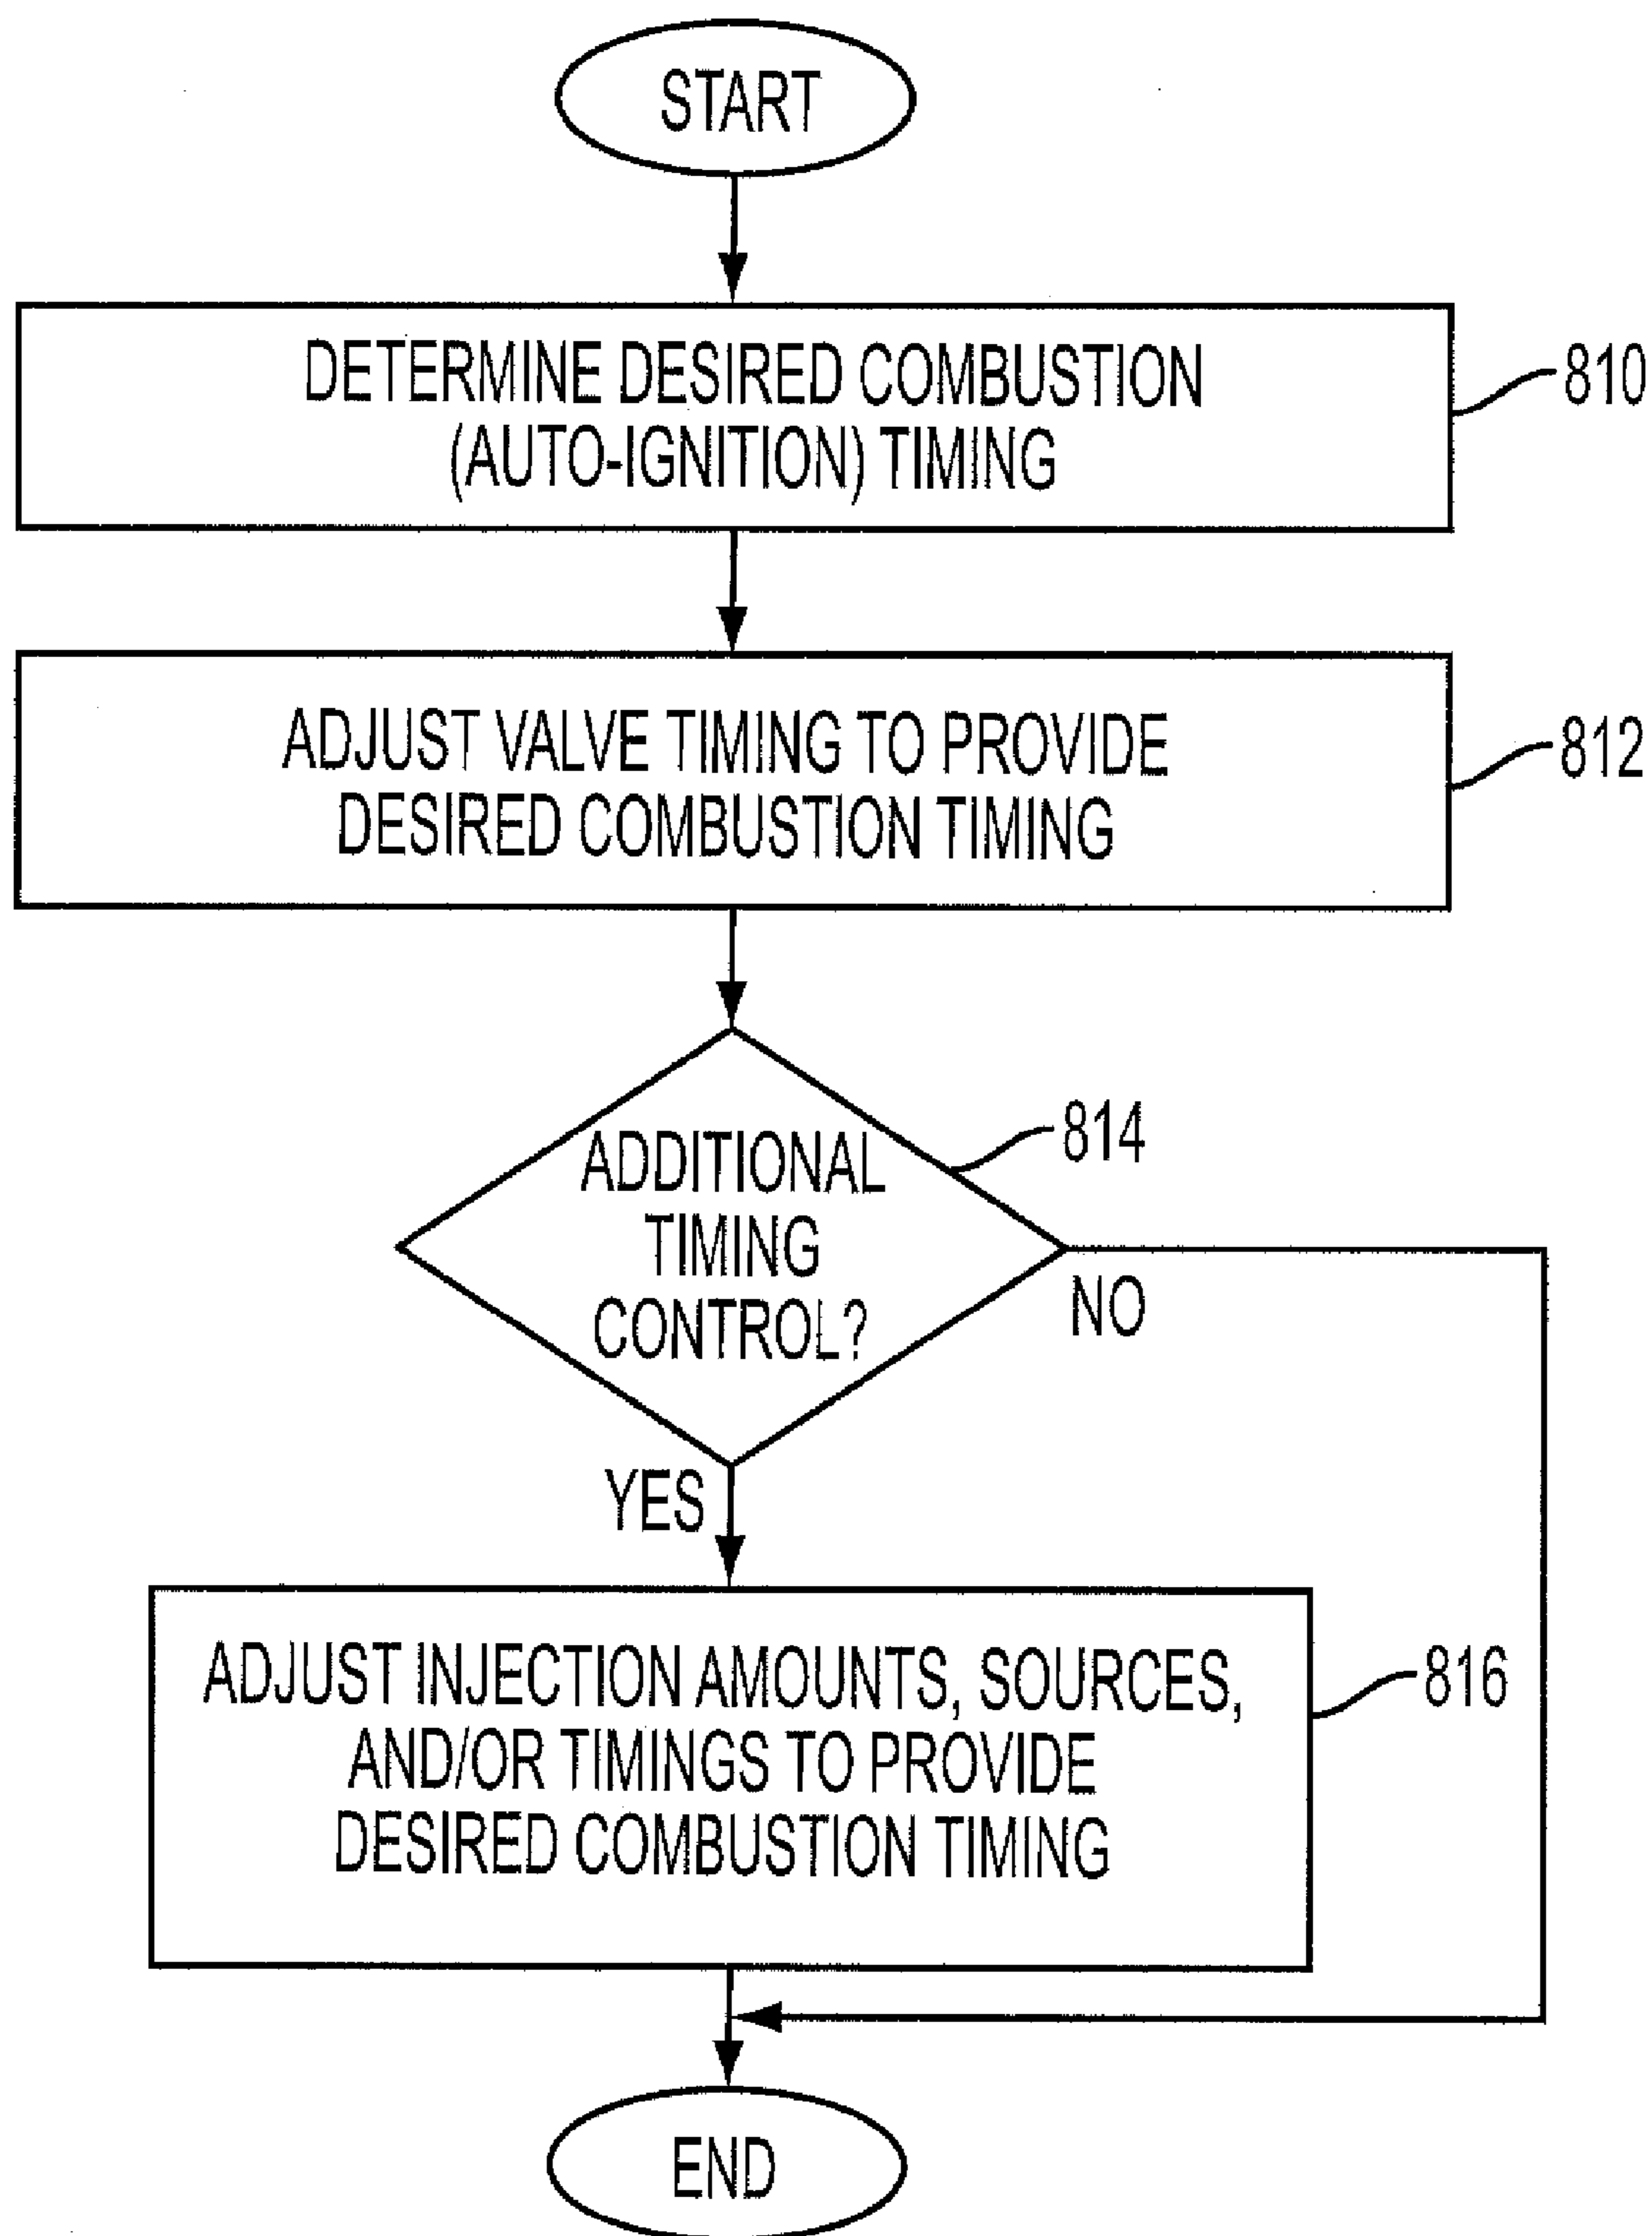 START
DETERMINE DESIRED COMBUSTION
(AUTO-IGNITION) TIMING
810
ADJUST VALVE TIMING TO PROVIDE
DESIRED COMBUSTION TIMING
812
ADDITIONAL
TIMING
CONTROL?
814
NO
YES
ADJUST INJECTION AMOUNTS, SOURCES,
AND/OR TIMINGS TO PROVIDE
DESIRED COMBUSTION TIMING
816
END